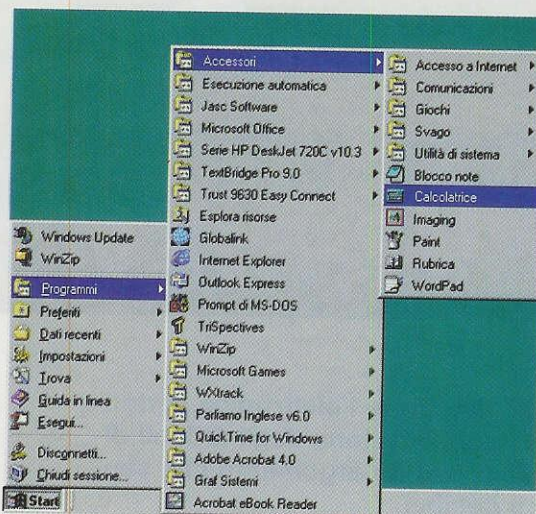 Windows Update
WinZip
Programmi
Preferiti
Dati recenti
Impostazioni
Trova
Guida in linea
Esegui...
Disconnetti...
Chiudi sessione...
Start
Accessori
Esecuzione automatica
Jasc Software
Microsoft Office
Serie HP DeskJet 720C v10.3
TextBridge Pro 9.0
Trust 9630 Easy Connect
Esplora risorse
Globalink
Internet Explorer
Outlook Express
Prompt di MS-DOS
TriSpectives
WinZip
Microsoft Games
WXtrack
Parliamo Inglese v6.0
QuickTime for Windows
Adobe Acrobat 4.0
Graf Sistemi
Acrobat eBook Reader
Accesso a Internet
Comunicazioni
Giochi
Svago
Utilità di sistema
Blocco note
Calcolatrice
Imaging
Paint
Rubrica
WordPad